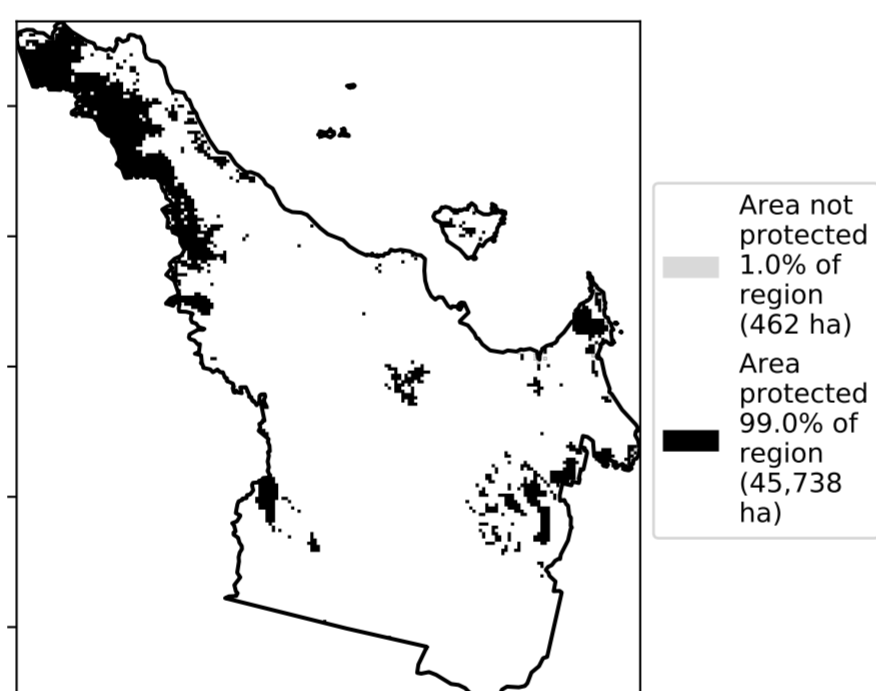 Area not
protected
1.0% of
region
(462 ha)
Area
protected
99.0% of
region
(45,738
ha)